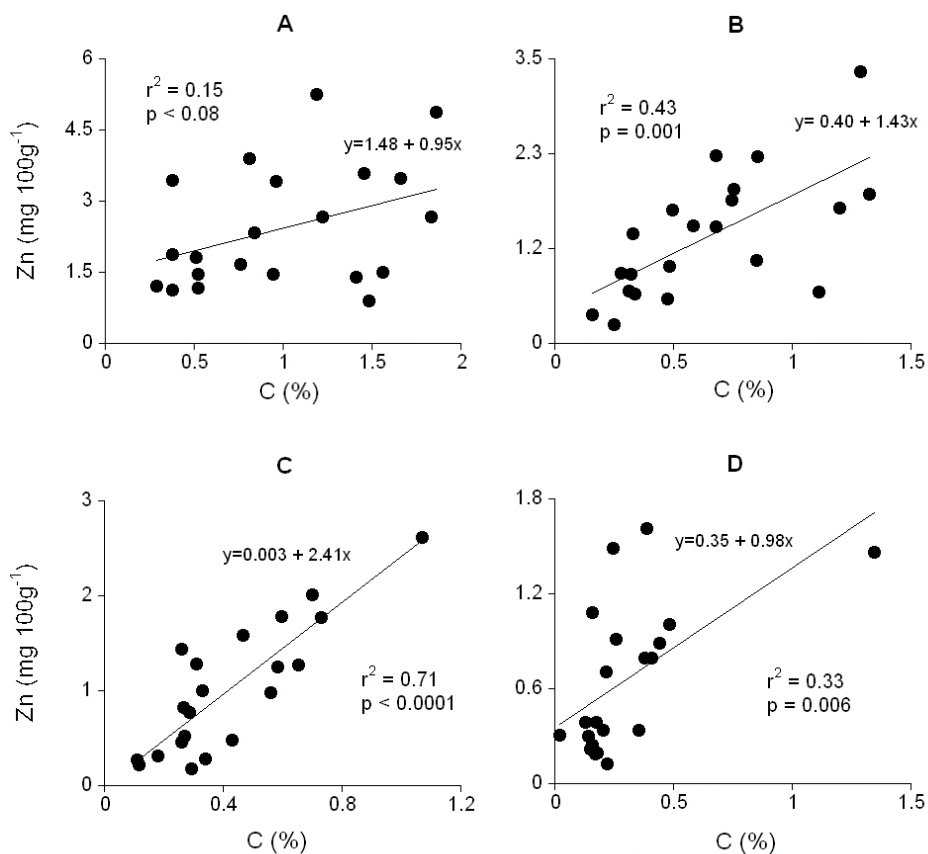 A
Zn (mg 100g⁻¹)
6
4.5
3
1.5
0
r² = 0.15
p < 0.08
y=1.48 + 0.95x
0.5
1
1.5
2
C (%)
B
3.5
2.3
1.2
0
r² = 0.43
p = 0.001
y= 0.40 + 1.43x
0
0.5
1
1.5
C (%)
C
Zn (mg 100g⁻¹)
3
2
1
0
y=0.003 + 2.41x
r² = 0.71
p < 0.0001
0
0.4
0.8
1.2
C (%)
D
1.8
1.2
0.6
0
y=0.35 + 0.98x
r² = 0.33
p = 0.006
0
0.5
1
1.5
C (%)